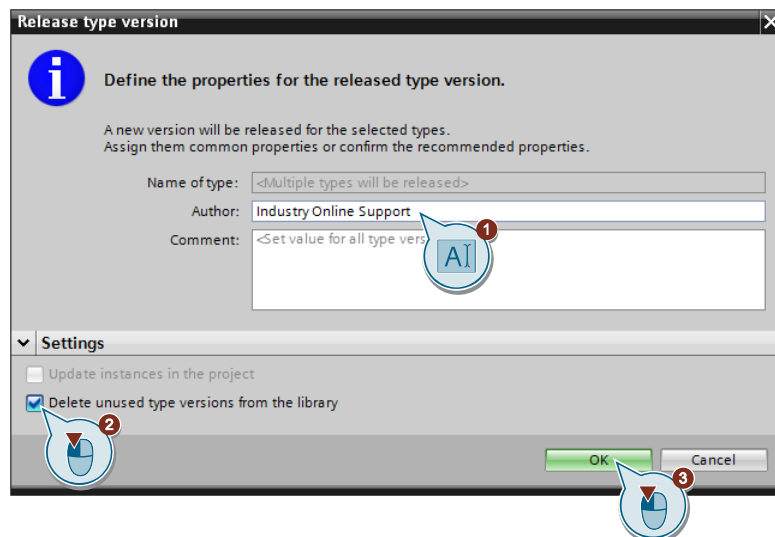 Release type version
Define the properties for the released type version.
A new version will be released for the selected types.
Assign them common properties or confirm the recommended properties.
Name of type: <Multiple types will be released>
Author: Industry Online Support
1
Comment: <Set value for all type vers
A
Settings
Update instances in the project
Delete unused type versions from the library
2
OK Cancel
3